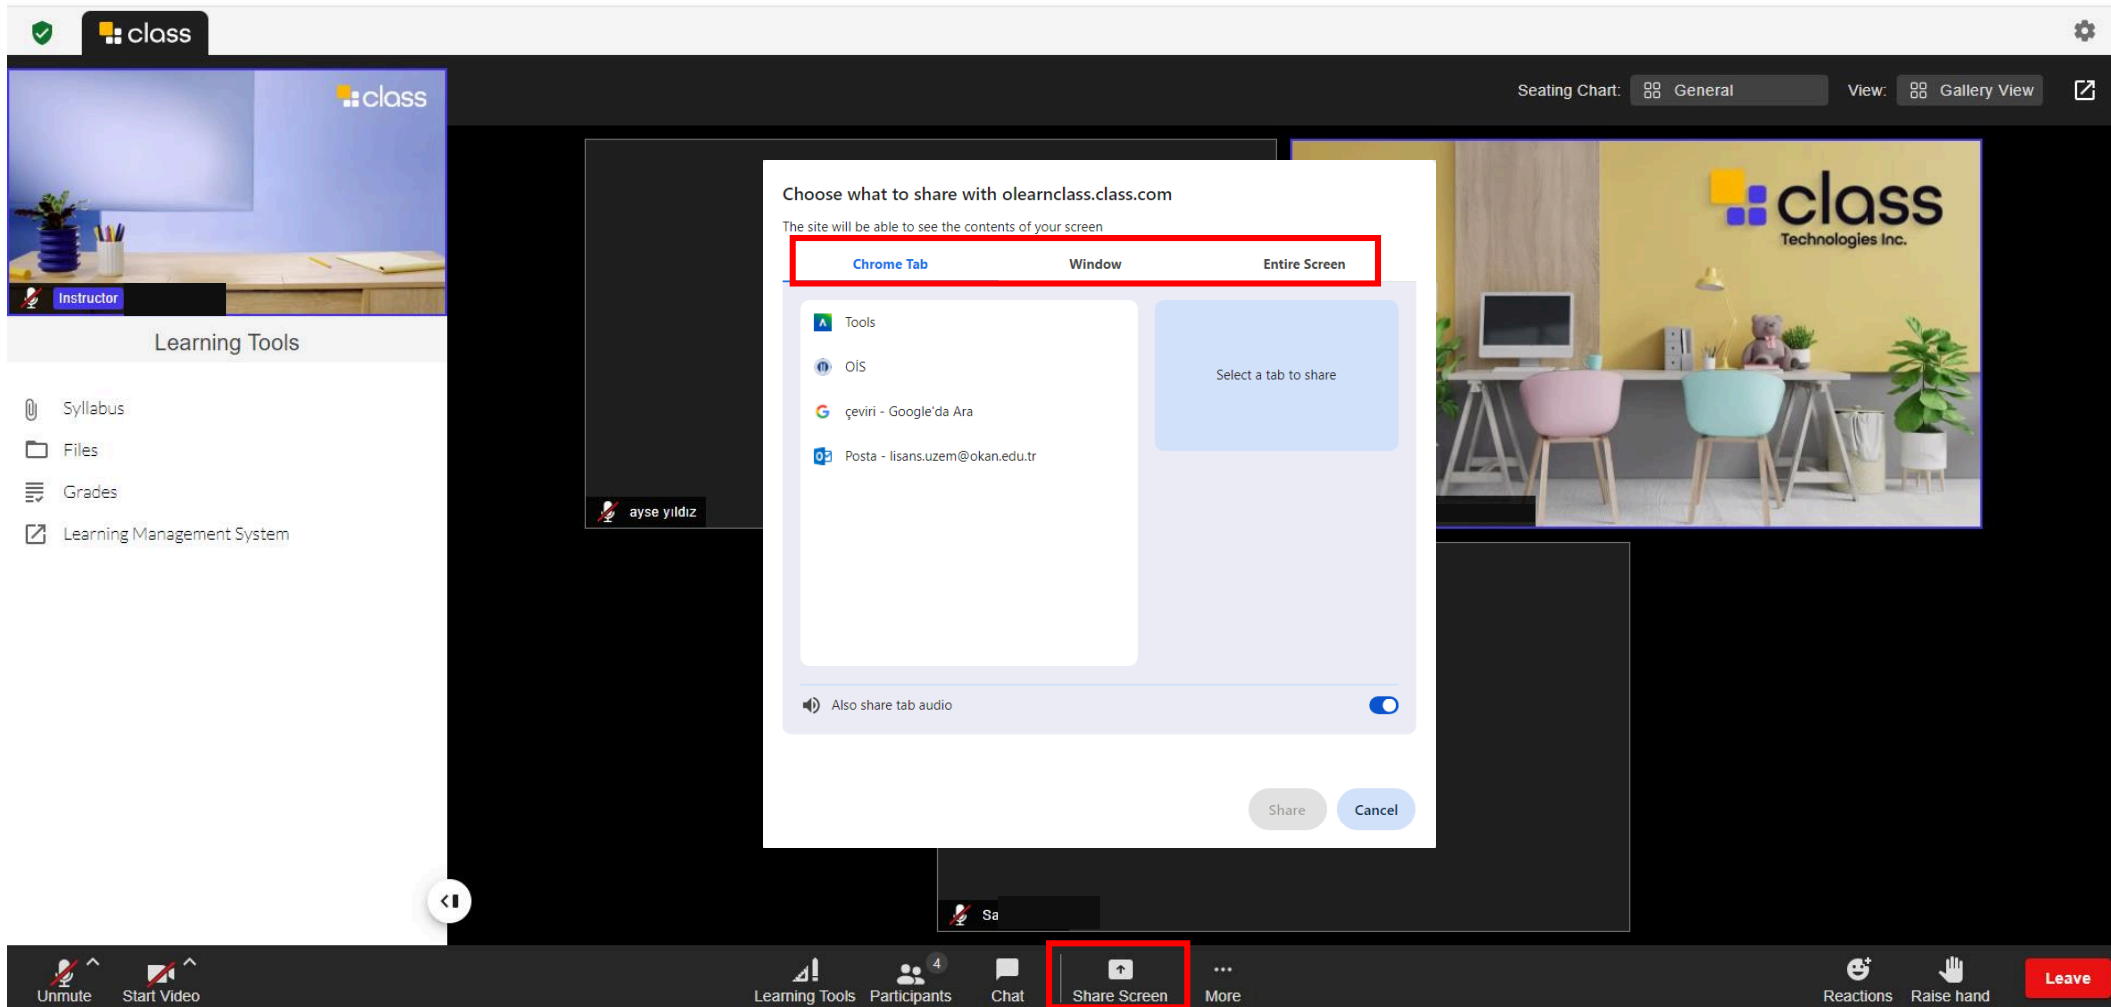 class
Seating Chart:
General
View:
Gallery View
class
Instructor
class
Technologies Inc.
Choose what to share with olearnclass.class.com
The site will be able to see the contents of your screen
Chrome Tab
Window
Entire Screen
Tools
OİS
çeviri - Google'da Ara
Posta - lisans.uzem@okan.edu.tr
Select a tab to share
Also share tab audio
Share
Cancel
Learning Tools
Syllabus
Files
Grades
Learning Management System
ayse yıldız
Sa
Unmute
Start Video
Learning Tools
4
Participants
Chat
Share Screen
More
Reactions
Raise hand
Leave